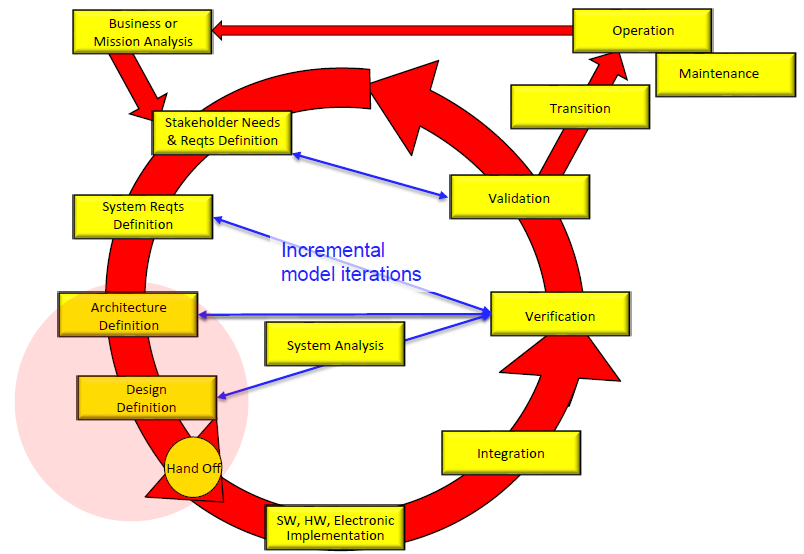 Business or
Mission Analysis
Operation
Maintenance
Transition
Stakeholder Needs
& Reqts Definition
Validation
System Reqts
Definition
Incremental
model iterations
Architecture
Definition
Verification
System Analysis
Design
Definition
Integration
Hand Off
SW, HW, Electronic
Implementation